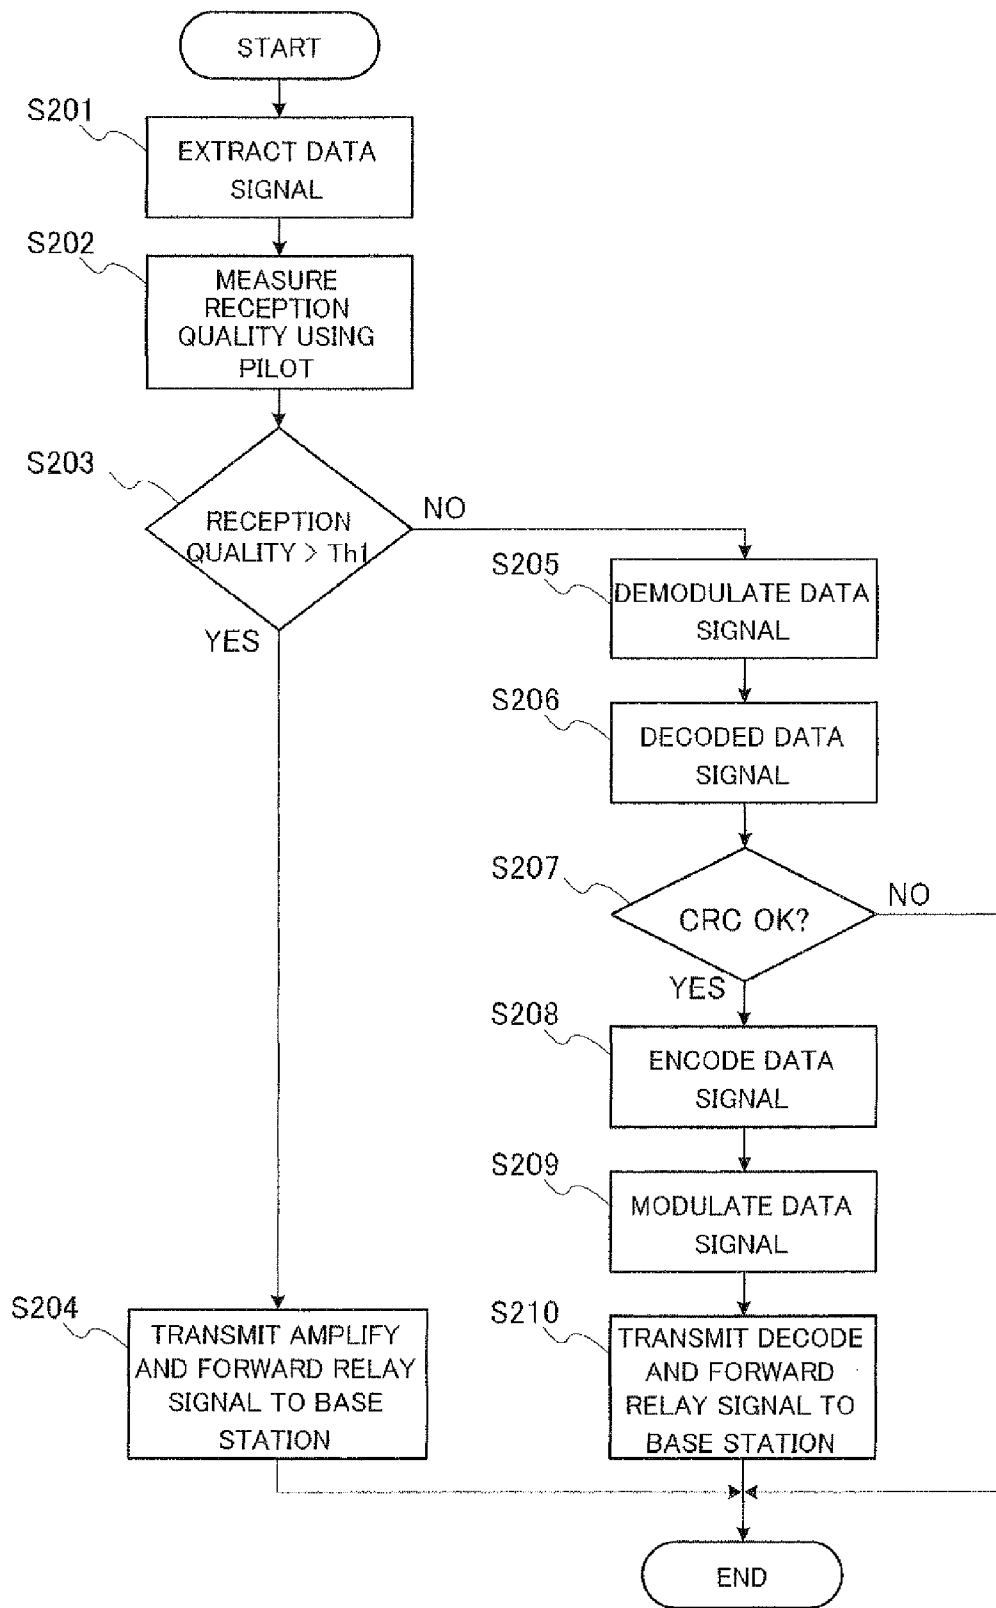 START
S201
EXTRACT DATA
SIGNAL
S202
MEASURE
RECEPTION
QUALITY USING
PILOT
S203
RECEPTION
QUALITY > Th1
NO
YES
S205
DEMODULATE DATA
SIGNAL
S206
DECODED DATA
SIGNAL
S207
CRC OK?
NO
YES
S208
ENCODE DATA
SIGNAL
S209
MODULATE DATA
SIGNAL
S204
TRANSMIT AMPLIFY
AND FORWARD RELAY
SIGNAL TO BASE
STATION
S210
TRANSMIT DECODE
AND FORWARD
RELAY SIGNAL TO
BASE STATION
END